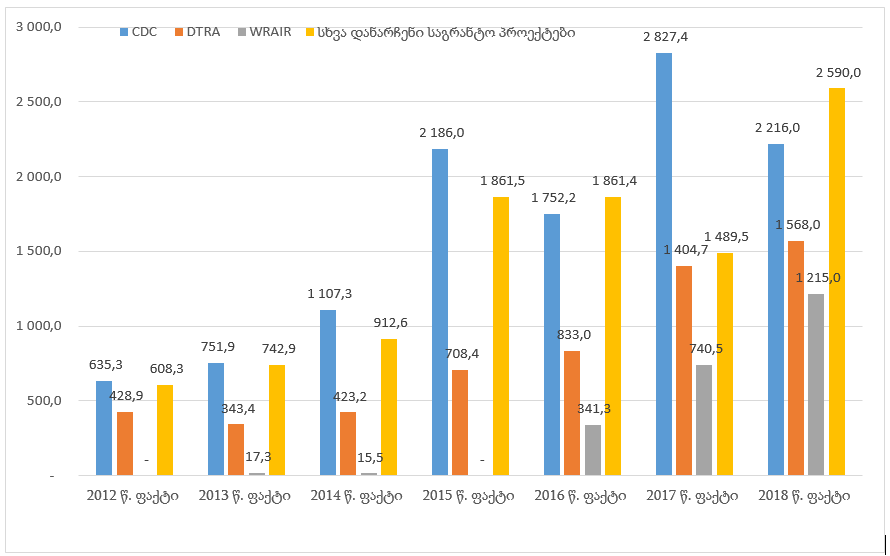 CDC DTRA WRAIR სხვა დანარჩენი საგრანტო პროექტები
3 000,0
2 500,0
2 000,0
1 500,0
1 000,0
500,0
-
635,3 428,9 - 608,3
751,9 343,4 17,3 742,9
1 107,3 423,2 15,5 912,6
2 186,0 708,4 - 1 861,5
1 752,2 833,0 341,3 1 861,4
2 827,4 1 404,7 740,5 1 489,5
2 216,0 1 568,0 1 215,0 2 590,0
2012 წ. ფაქტი 2013 წ. ფაქტი 2014 წ. ფაქტი 2015 წ. ფაქტი 2016 წ. ფაქტი 2017 წ. ფაქტი 2018 წ. ფაქტი